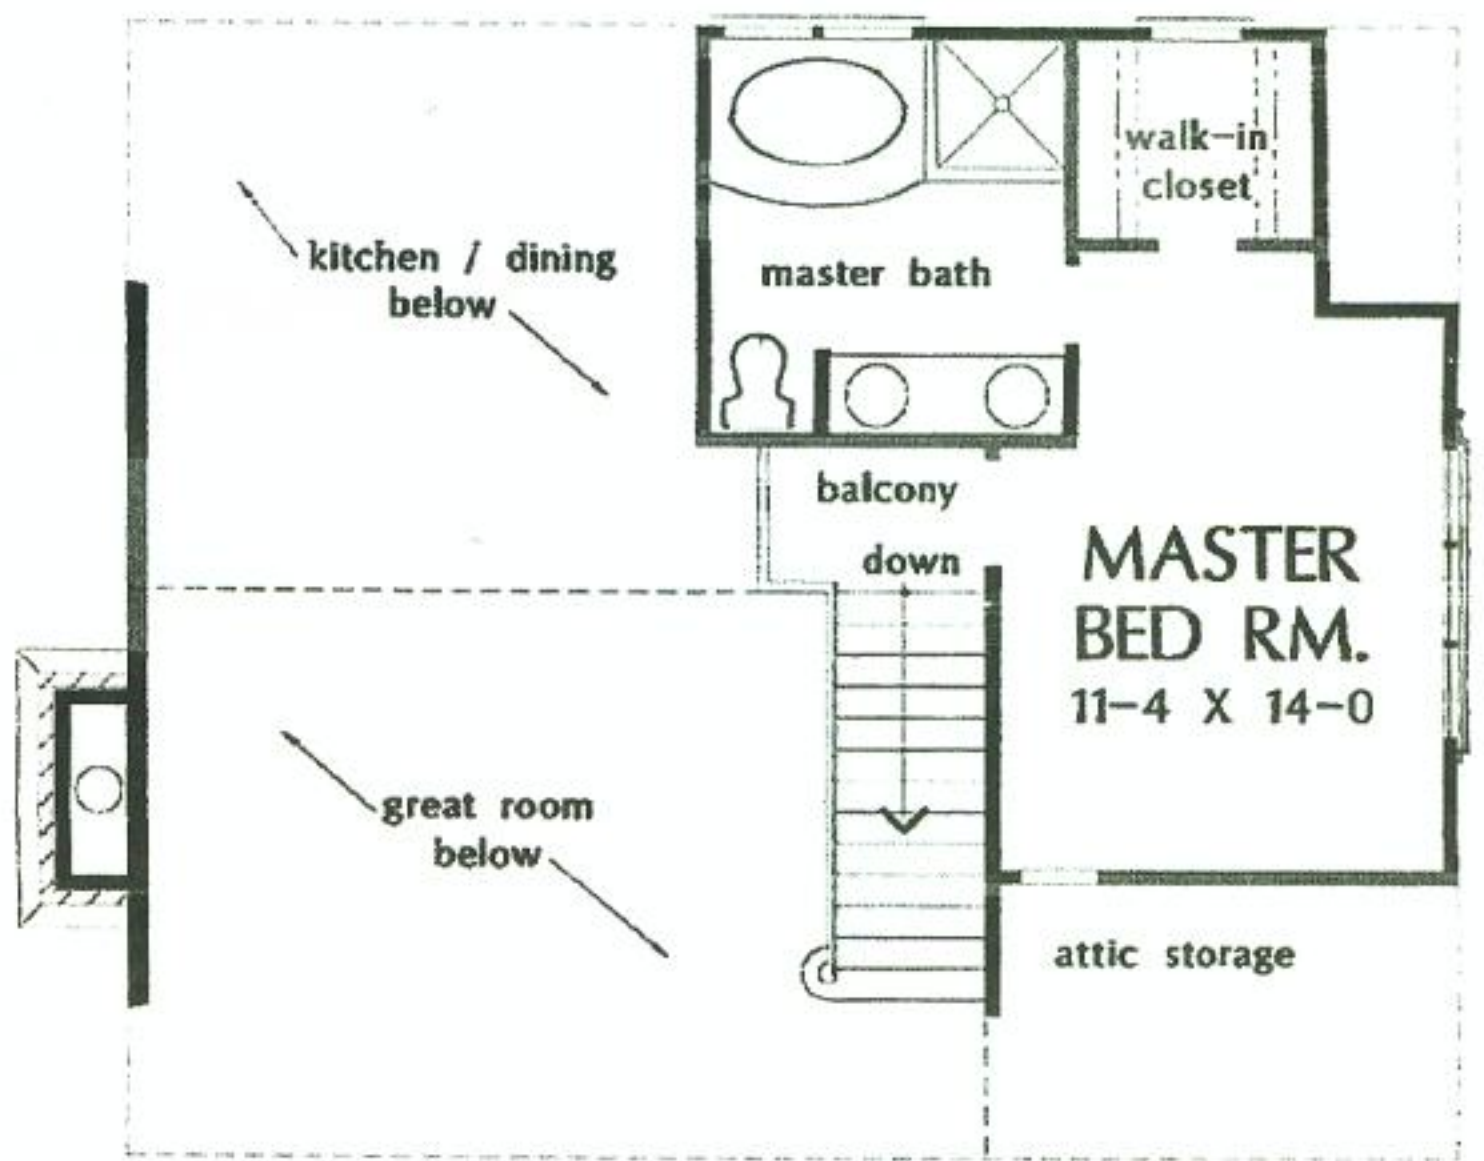 walk-in
closet
kitchen / dining
below
master bath
balcony
down
MASTER
BED RM.
11-4 X 14-0
great room
below
attic storage